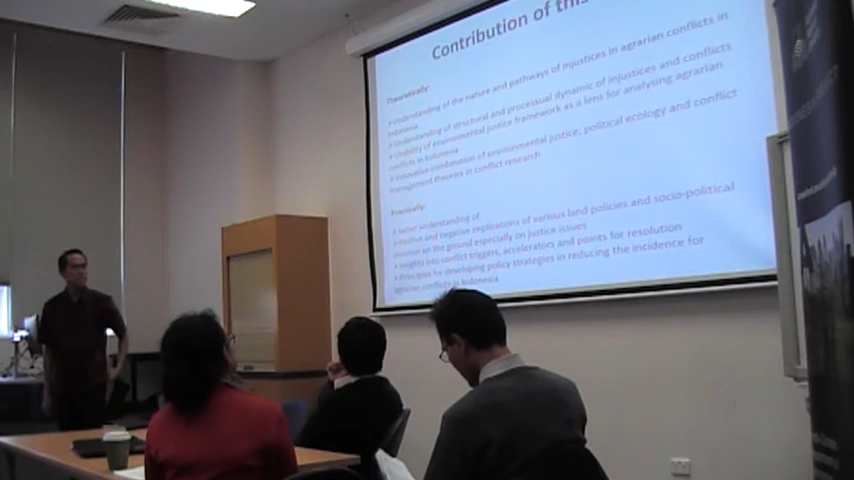 Contribution of this
Theoretically:
Understanding of the nature and pathways of injustices in agrarian conflicts in
Indonesia
Understanding of structural and processual dynamic of injustices and conflicts
Usability of environmental justice framework as a lens for analysing agrarian
conflicts in Indonesia
Innovative combination of environmental justice, political ecology and conflict
management theories in conflict research
Practically:
A better understanding of:
Positive and negative implications of various land policies and socio-political
situation on the ground especially on justice issues
Insights into conflict triggers, accelerators and points for resolution
Principles for developing policy strategies in reducing the incidence for
agrarian conflicts in Indonesia